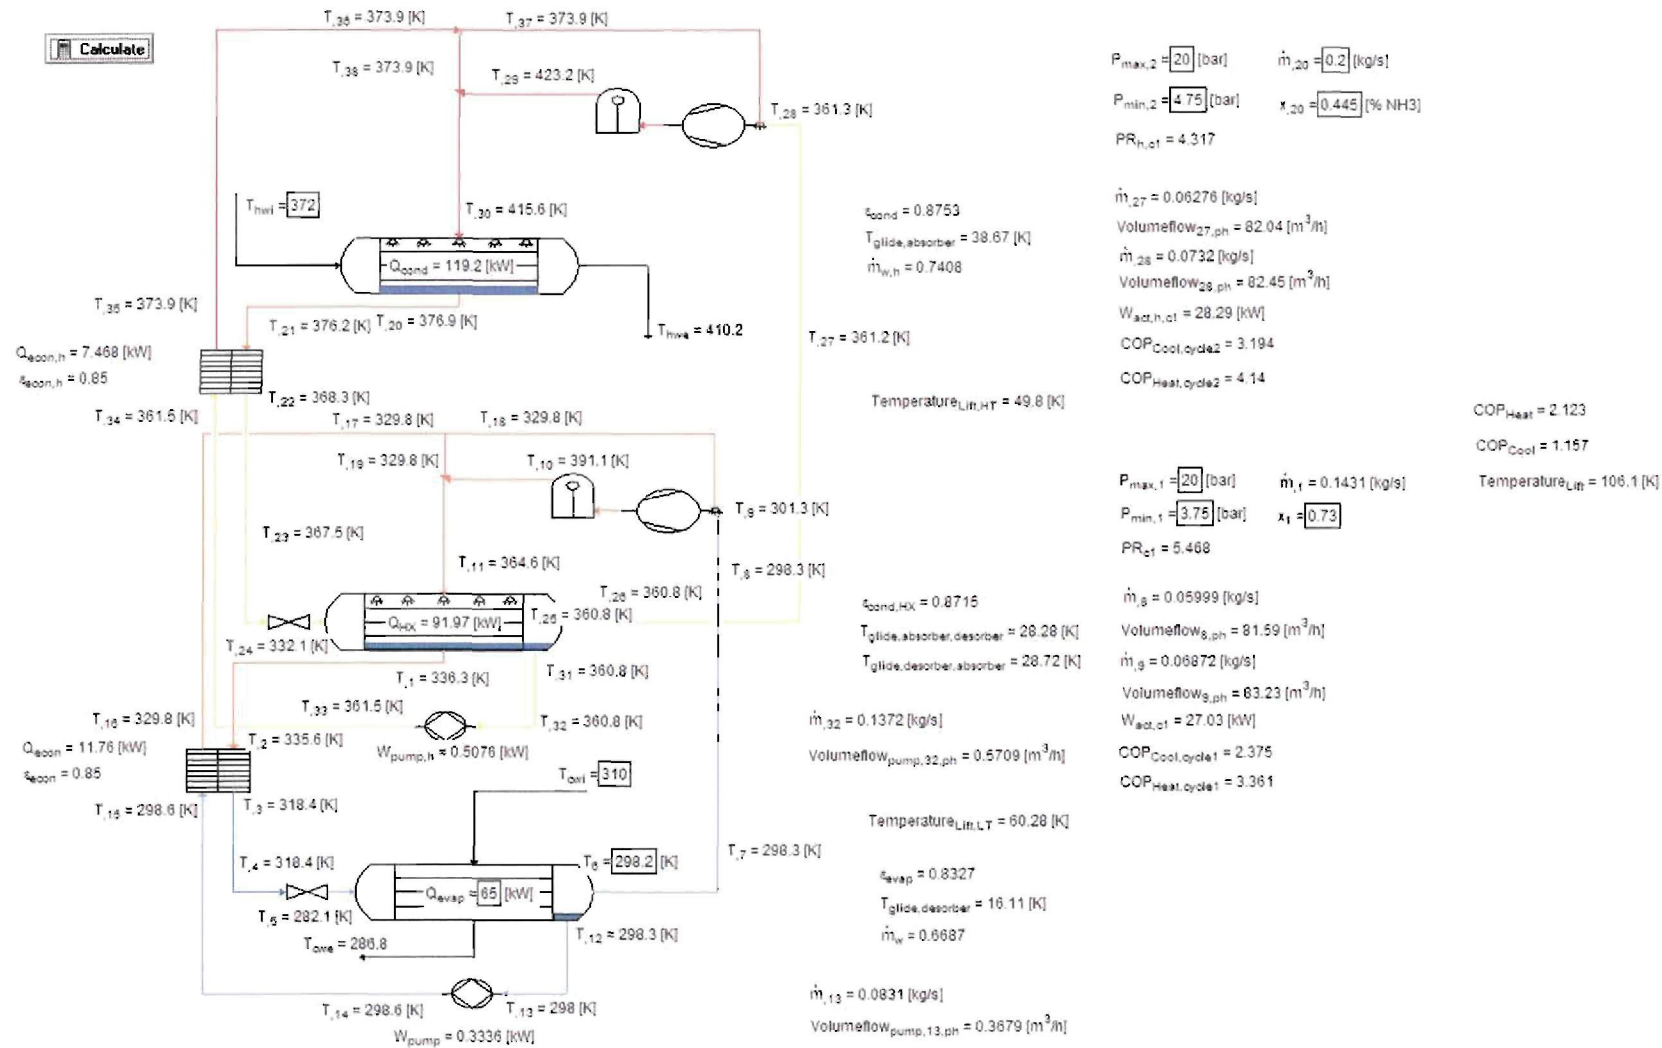 T,36 = 373.9 [K]
T,37 = 373.9 [K]
Calculate
T,38 = 373.9 [K]
T,29 = 423.2 [K]
T,28 = 361.3 [K]
Pmax,2 = 20 [bar]
ṁ,20 = 0.2 [kg/s]
Pmin,2 = 4.75 [bar]
x,20 = 0.445 [% NH3]
PRh,c1 = 4.317
Thwi = 372
T,30 = 415.6 [K]
Qcond = 119.2 [kW]
εcond = 0.8753
Tglide,absorber = 38.67 [K]
ṁw,h = 0.7408
ṁ,27 = 0.06276 [kg/s]
Volumeflow27,ph = 82.04 [m3/h]
ṁ,28 = 0.0732 [kg/s]
Volumeflow28,ph = 82.45 [m3/h]
Wact,h,c1 = 28.29 [kW]
COPCool,cycle2 = 3.194
COPHeat,cycle2 = 4.14
T,35 = 373.9 [K]
T,21 = 376.2 [K]
T,20 = 376.9 [K]
Thwe = 410.2
T,27 = 361.2 [K]
Qecon,h = 7.468 [kW]
εecon,h = 0.85
T,22 = 368.3 [K]
T,34 = 361.5 [K]
T,17 = 329.8 [K]
T,18 = 329.8 [K]
TemperatureLift,HT = 49.8 [K]
COPHeat = 2.123
COPCool = 1.157
TemperatureLift = 106.1 [K]
T,19 = 329.8 [K]
T,10 = 391.1 [K]
T,9 = 301.3 [K]
Pmax,1 = 20 [bar]
ṁ,1 = 0.1431 [kg/s]
Pmin,1 = 3.75 [bar]
x1 = 0.73
PRc1 = 5.468
T,23 = 367.5 [K]
T,11 = 364.6 [K]
T,8 = 298.3 [K]
T,26 = 360.8 [K]
T,25 = 360.8 [K]
QHX = 91.97 [kW]
T,24 = 332.1 [K]
T,1 = 336.3 [K]
T,31 = 360.8 [K]
εcond,HX = 0.8715
Tglide,absorber,desorber = 28.28 [K]
Tglide,desorber,absorber = 28.72 [K]
ṁ,8 = 0.05999 [kg/s]
Volumeflow8,ph = 81.59 [m3/h]
ṁ,9 = 0.06872 [kg/s]
Volumeflow9,ph = 83.23 [m3/h]
Wact,c1 = 27.03 [kW]
COPCool,cycle1 = 2.375
COPHeat,cycle1 = 3.361
T,33 = 361.5 [K]
T,32 = 360.8 [K]
T,16 = 329.8 [K]
T,2 = 335.6 [K]
Wpump,h = 0.5076 [kW]
ṁ,32 = 0.1372 [kg/s]
Volumeflowpump,32,ph = 0.5709 [m3/h]
Qecon = 11.76 [kW]
εecon = 0.85
Tcwi = 310
T,15 = 298.6 [K]
T,3 = 318.4 [K]
TemperatureLift,LT = 60.28 [K]
T,4 = 318.4 [K]
T6 = 298.2 [K]
T,7 = 298.3 [K]
Qevap = 65 [kW]
T,5 = 282.1 [K]
T,12 = 298.3 [K]
Tcwe = 286.8
εevap = 0.8327
Tglide,desorber = 16.11 [K]
ṁw = 0.6687
T,14 = 298.6 [K]
T,13 = 298 [K]
Wpump = 0.3336 [kW]
ṁ,13 = 0.0831 [kg/s]
Volumeflowpump,13,ph = 0.3679 [m3/h]